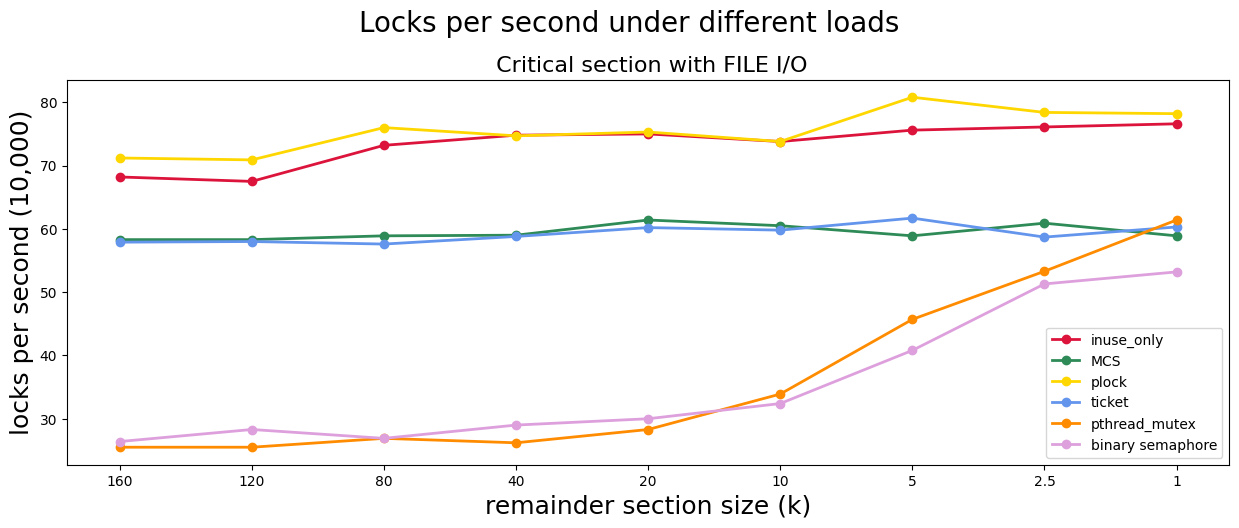 Locks per second under different loads
Critical section with FILE I/O
locks per second (10,000)
80
70
60
50
40
30
160 120 80 40 20 10 5 2.5 1
remainder section size (k)
inuse_only
MCS
plock
ticket
pthread_mutex
binary semaphore